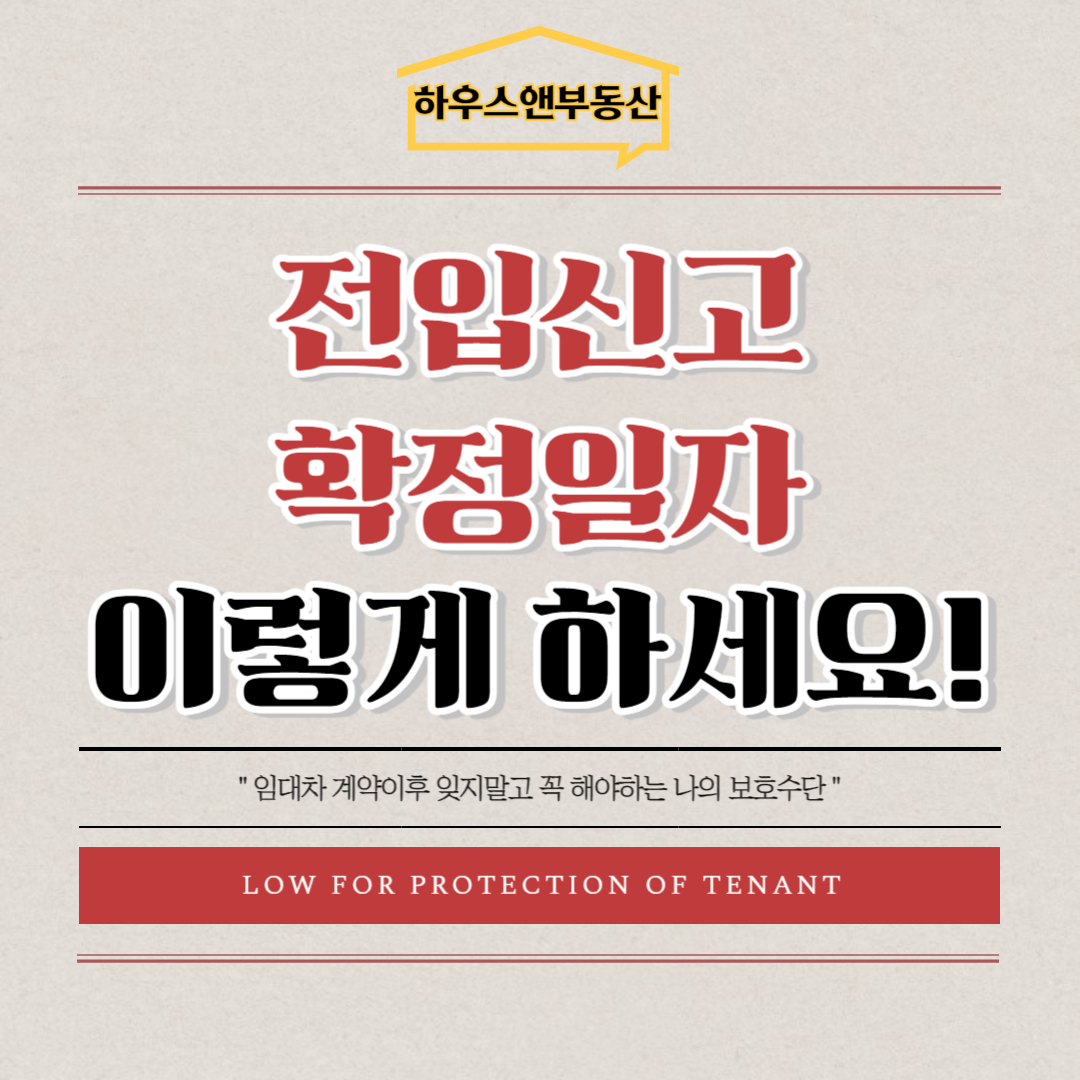 하우스앤부동산
전입신고
확정일자
이렇게 하세요!
" 임대차 계약이후 잊지말고 꼭 해야하는 나의 보호수단 "
LOW FOR PROTECTION OF TENANT